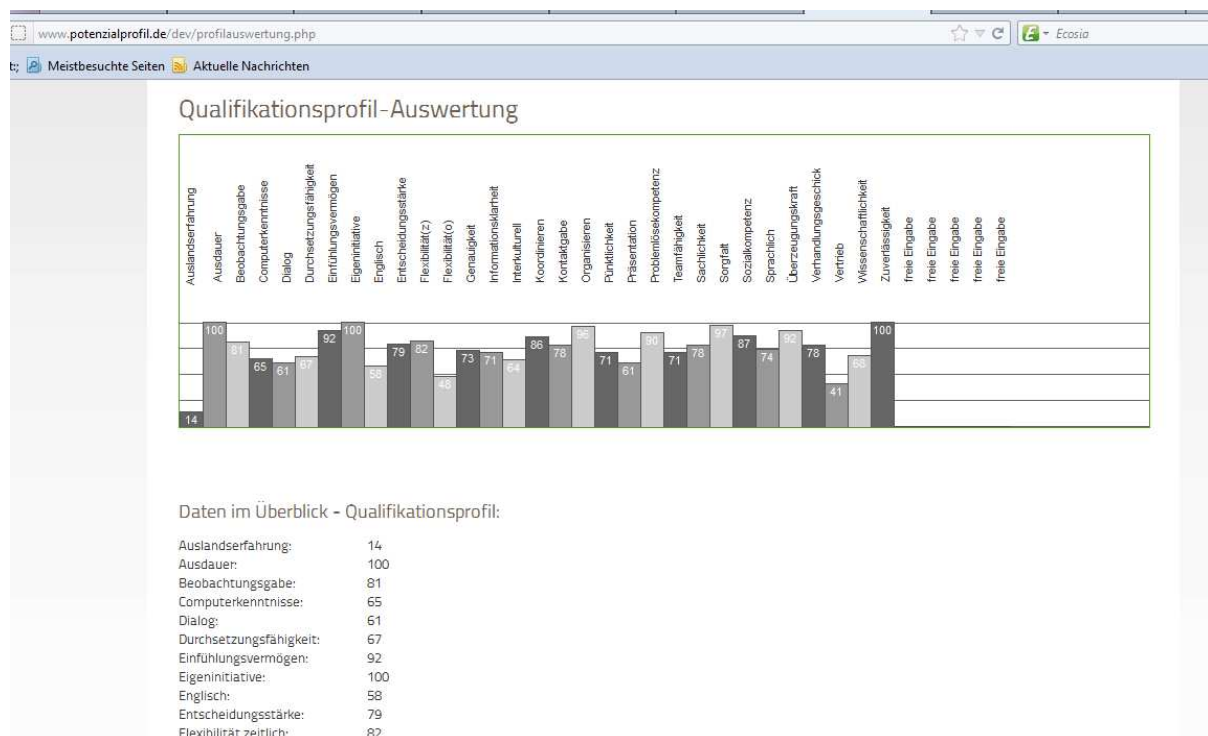 www.potenzialprofil.de/dev/profilauswertung.php
Ecosia
t:; Meistbesuchte Seiten Aktuelle Nachrichten
Qualifikationsprofil-Auswertung
Auslandserfahrung
Ausdauer
Beobachtungsgabe
Computerkenntnisse
Dialog
Durchsetzungsfähigkeit
Einfühlungsvermögen
Eigeninitiative
Englisch
Entscheidungsstärke
Flexibilität(z)
Flexibilität(o)
Genauigkeit
Informationsklarheit
Interkulturell
Koordinieren
Kontaktgabe
Organisieren
Pünktlichkeit
Präsentation
Problemlösekompetenz
Teamfähigkeit
Sachlichkeit
Sorgfalt
Sozialkompetenz
Sprachlich
Überzeugungskraft
Verhandlungsgeschick
Vertrieb
Wissenschaftlichkeit
Zuverlässigkeit
freie Eingabe
freie Eingabe
freie Eingabe
freie Eingabe
freie Eingabe
14 100 81 65 61 67 92 100 58 79 82 48 73 71 64 86 78 96 71 61 90 71 78 97 87 74 92 78 41 68 100
Daten im Überblick - Qualifikationsprofil:
Auslandserfahrung: 14
Ausdauer: 100
Beobachtungsgabe: 81
Computerkenntnisse: 65
Dialog: 61
Durchsetzungsfähigkeit: 67
Einfühlungsvermögen: 92
Eigeninitiative: 100
Englisch: 58
Entscheidungsstärke: 79
Flexibilität zeitlich: 82